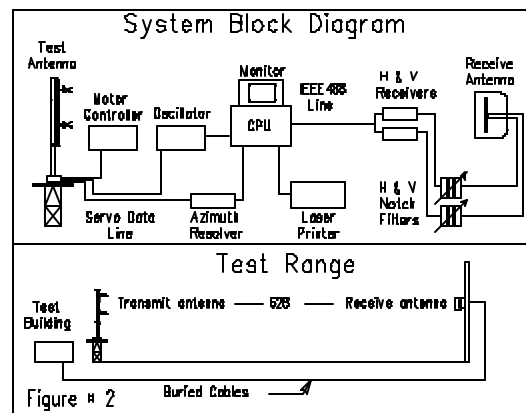 System Block Diagram
Test
Antenna
Motor
Controller
Oscillator
Monitor
CPU
IEEE 488
Line
H & V
Receivers
Receive
Antenna
Servo Data
Line
Azimuth
Resolver
Laser
Printer
H & V
Notch
Filters
Test Range
Test
Building
Transmit antenna
628
Receive antenna
Buried Cables
Figure # 2